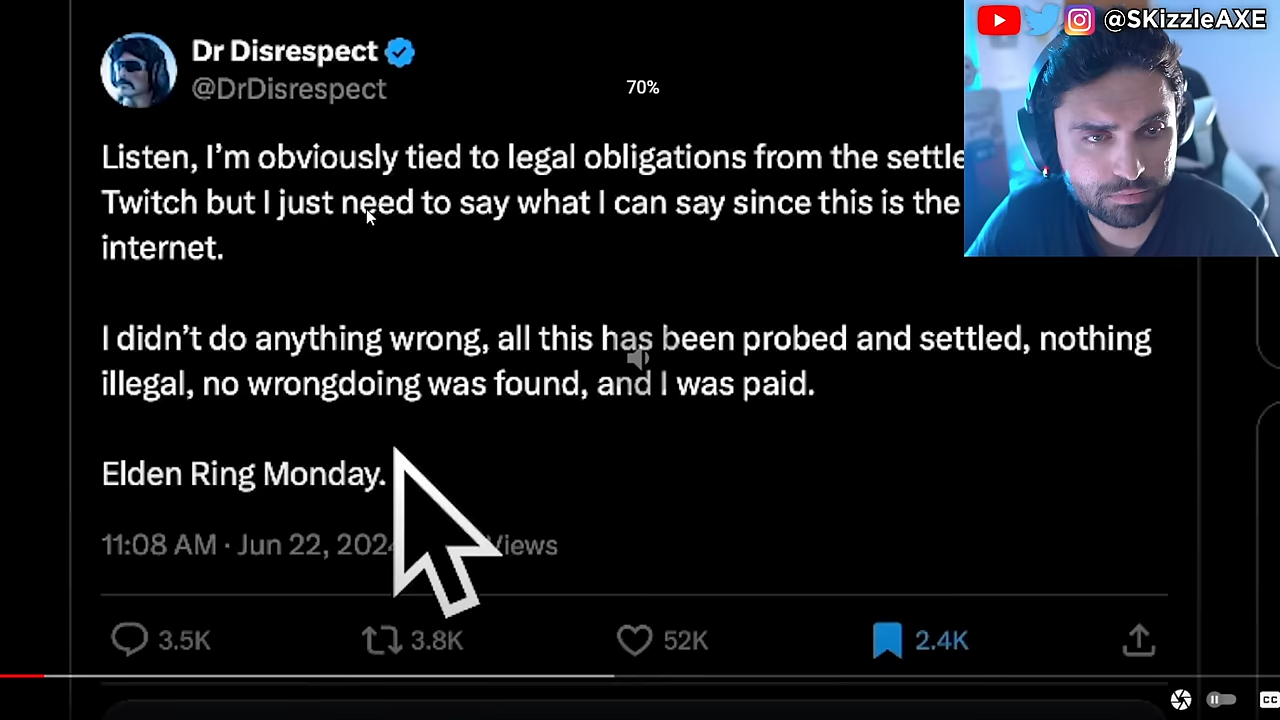 @SKizzleAXE
Dr Disrespect
@DrDisrespect
70%
Listen, I'm obviously tied to legal obligations from the settle
Twitch but I just need to say what I can say since this is the
internet.
I didn't do anything wrong, all this has been probed and settled, nothing
illegal, no wrongdoing was found, and I was paid.
Elden Ring Monday.
11:08 AM · Jun 22, 202 Views
3.5K 3.8K 52K 2.4K
CC